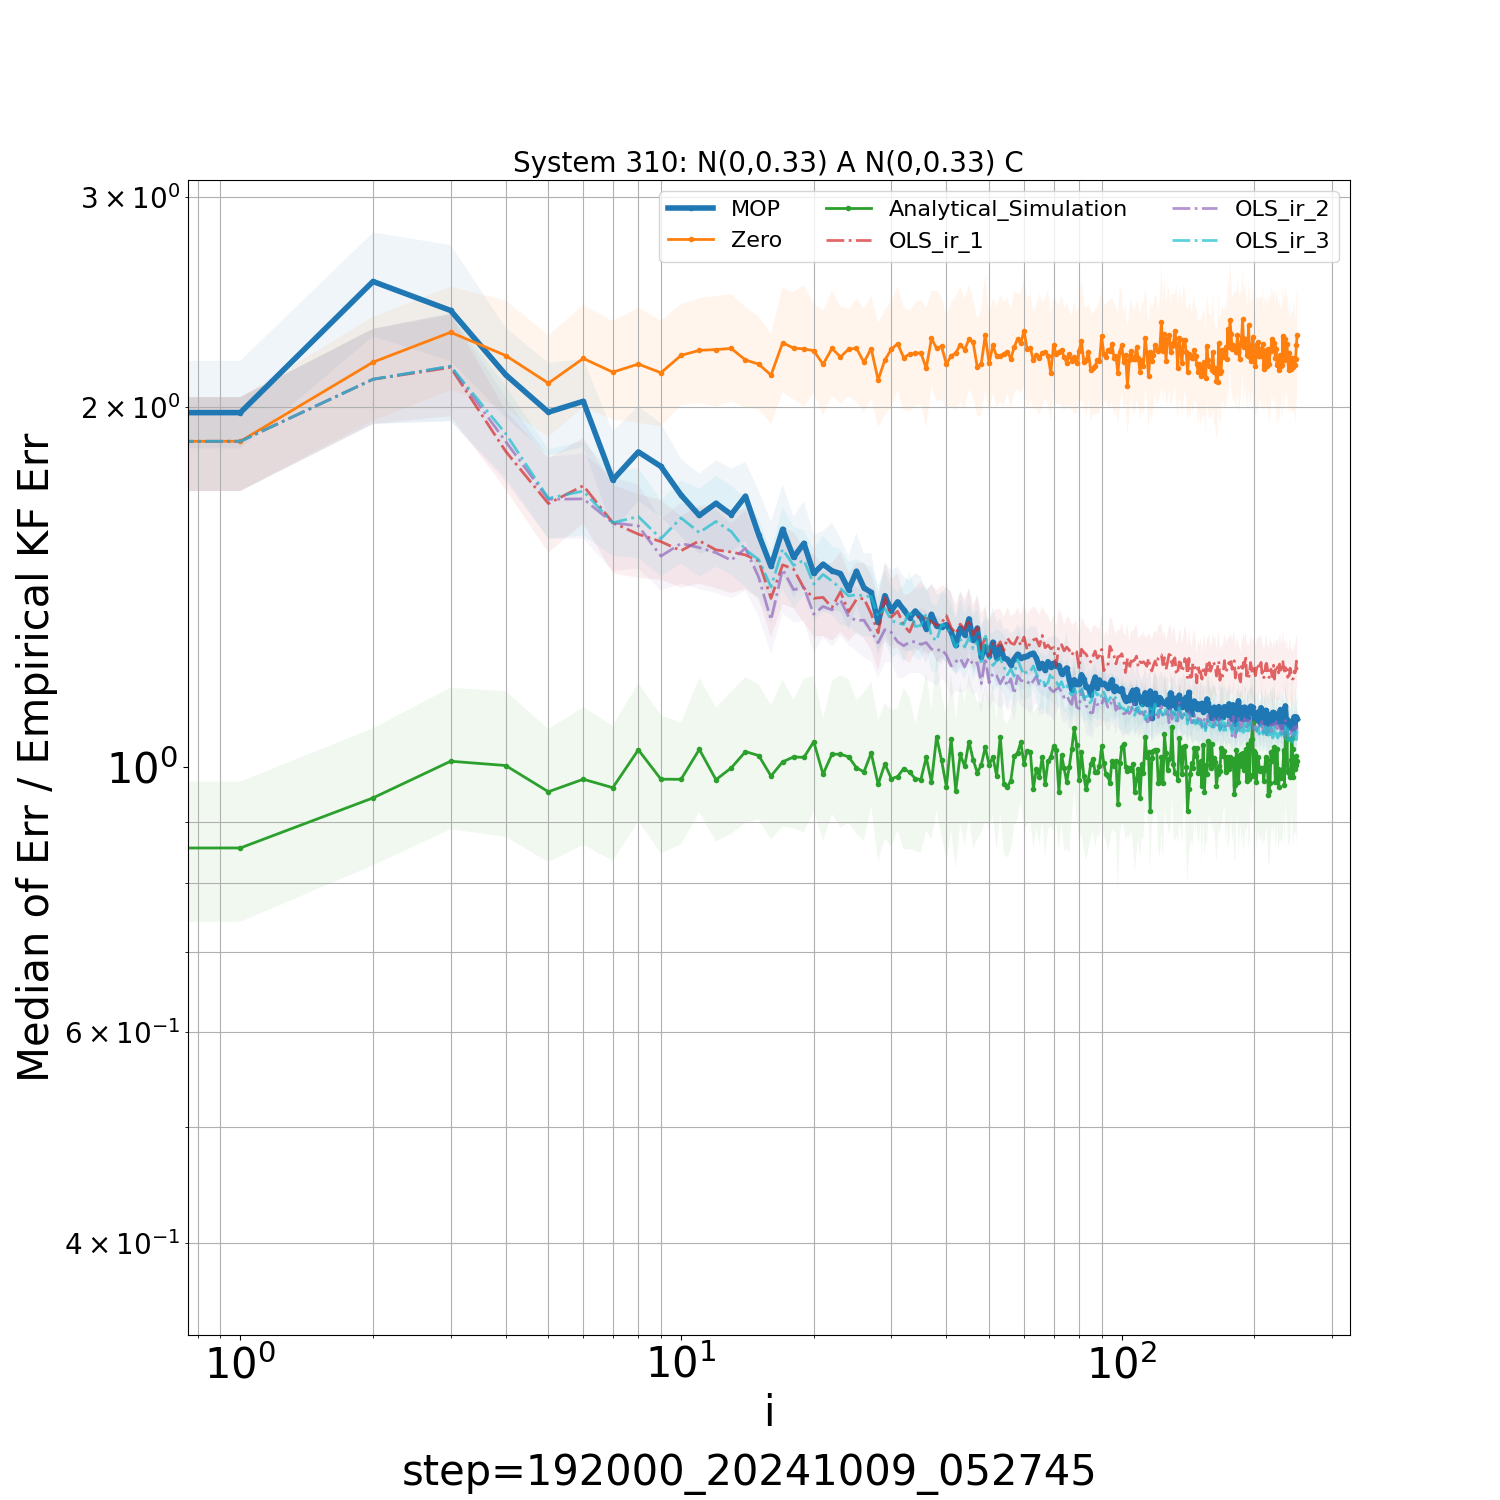 System 310: N(0,0.33) A N(0,0.33) C
MOP
Zero
Analytical_Simulation
OLS_ir_1
OLS_ir_2
OLS_ir_3
Median of Err / Empirical KF Err
3 × 10⁰
2 × 10⁰
10⁰
6 × 10⁻¹
4 × 10⁻¹
10⁰ 10¹ 10²
i
step=192000_20241009_052745